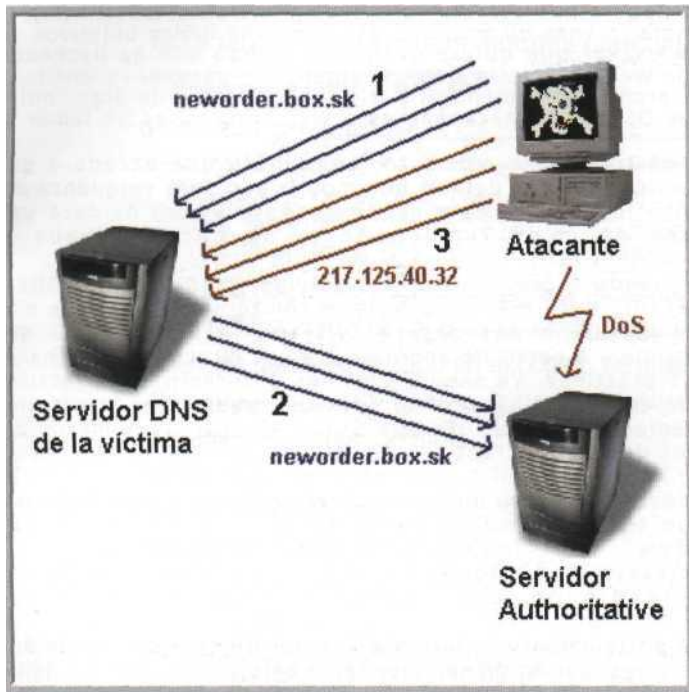 1
neworder.box.sk
3
217.125.40.32
Atacante
DoS
Servidor DNS
de la víctima
2
neworder.box.sk
Servidor
Authoritative